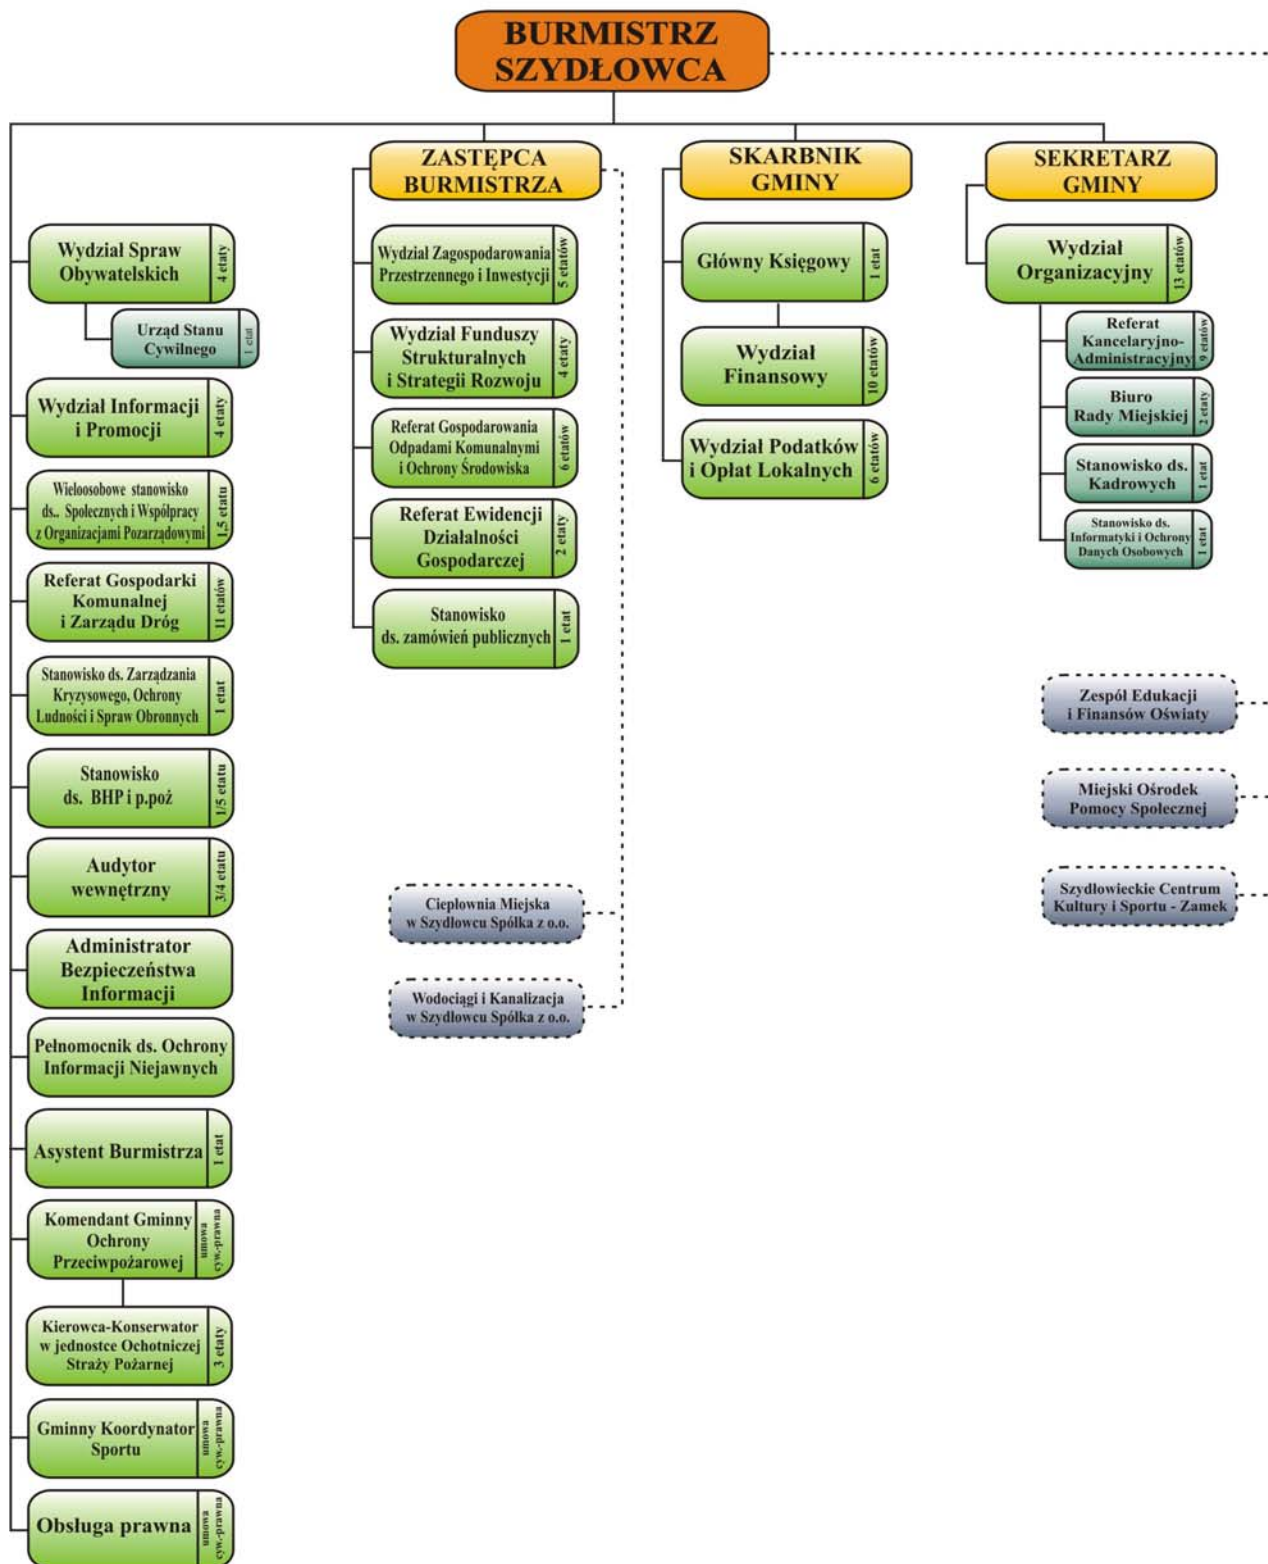 BURMISTRZ
SZYDŁOWCA
ZASTĘPCA
BURMISTRZA
SKARBNIK
GMINY
SEKRETARZ
GMINY
Wydział Spraw
Obywatelskich
4 etaty
Urząd Stanu
Cywilnego
1 etat
Wydział Informacji
i Promocji
4 etaty
Wieloosobowe stanowisko
ds.. Społecznych i Współpracy
z Organizacjami Pozarządowymi
1,5 etatu
Referat Gospodarki
Komunalnej
i Zarządu Dróg
11 etatów
Stanowisko ds. Zarządzania
Kryzysowego, Ochrony
Ludności i Spraw Obronnych
1 etat
Stanowisko
ds. BHP i p.poż
1/5 etatu
Audytor
wewnętrzny
3/4 etatu
Administrator
Bezpieczeństwa
Informacji
Pełnomocnik ds. Ochrony
Informacji Niejawnych
Asystent Burmistrza
1 etat
Komendant Gminny
Ochrony
Przeciwpożarowej
umowa
cyw.-prawna
Kierowca-Konserwator
w jednostce Ochotniczej
Straży Pożarnej
3 etaty
Gminny Koordynator
Sportu
umowa
cyw.-prawna
Obsługa prawna
umowa
cyw.-prawna
Wydział Zagospodarowania
Przestrzennego i Inwestycji
5 etatów
Wydział Funduszy
Strukturalnych
i Strategii Rozwoju
4 etaty
Referat Gospodarowania
Odpadami Komunalnymi
i Ochrony Środowiska
6 etatów
Referat Ewidencji
Działalności
Gospodarczej
2 etaty
Stanowisko
ds. zamówień publicznych
1 etat
Ciepłownia Miejska
w Szydłowcu Spółka z o.o.
Wodociągi i Kanalizacja
w Szydłowcu Spółka z o.o.
Główny Księgowy
1 etat
Wydział
Finansowy
10 etatów
Wydział Podatków
i Opłat Lokalnych
6 etatów
Wydział
Organizacyjny
13 etatów
Referat
Kancelaryjno-
Administracyjny
9 etatów
Biuro
Rady Miejskiej
2 etaty
Stanowisko ds.
Kadrowych
1 etat
Stanowisko ds.
Informatyki i Ochrony
Danych Osobowych
1 etat
Zespół Edukacji
i Finansów Oświaty
Miejski Ośrodek
Pomocy Społecznej
Szydłowieckie Centrum
Kultury i Sportu - Zamek